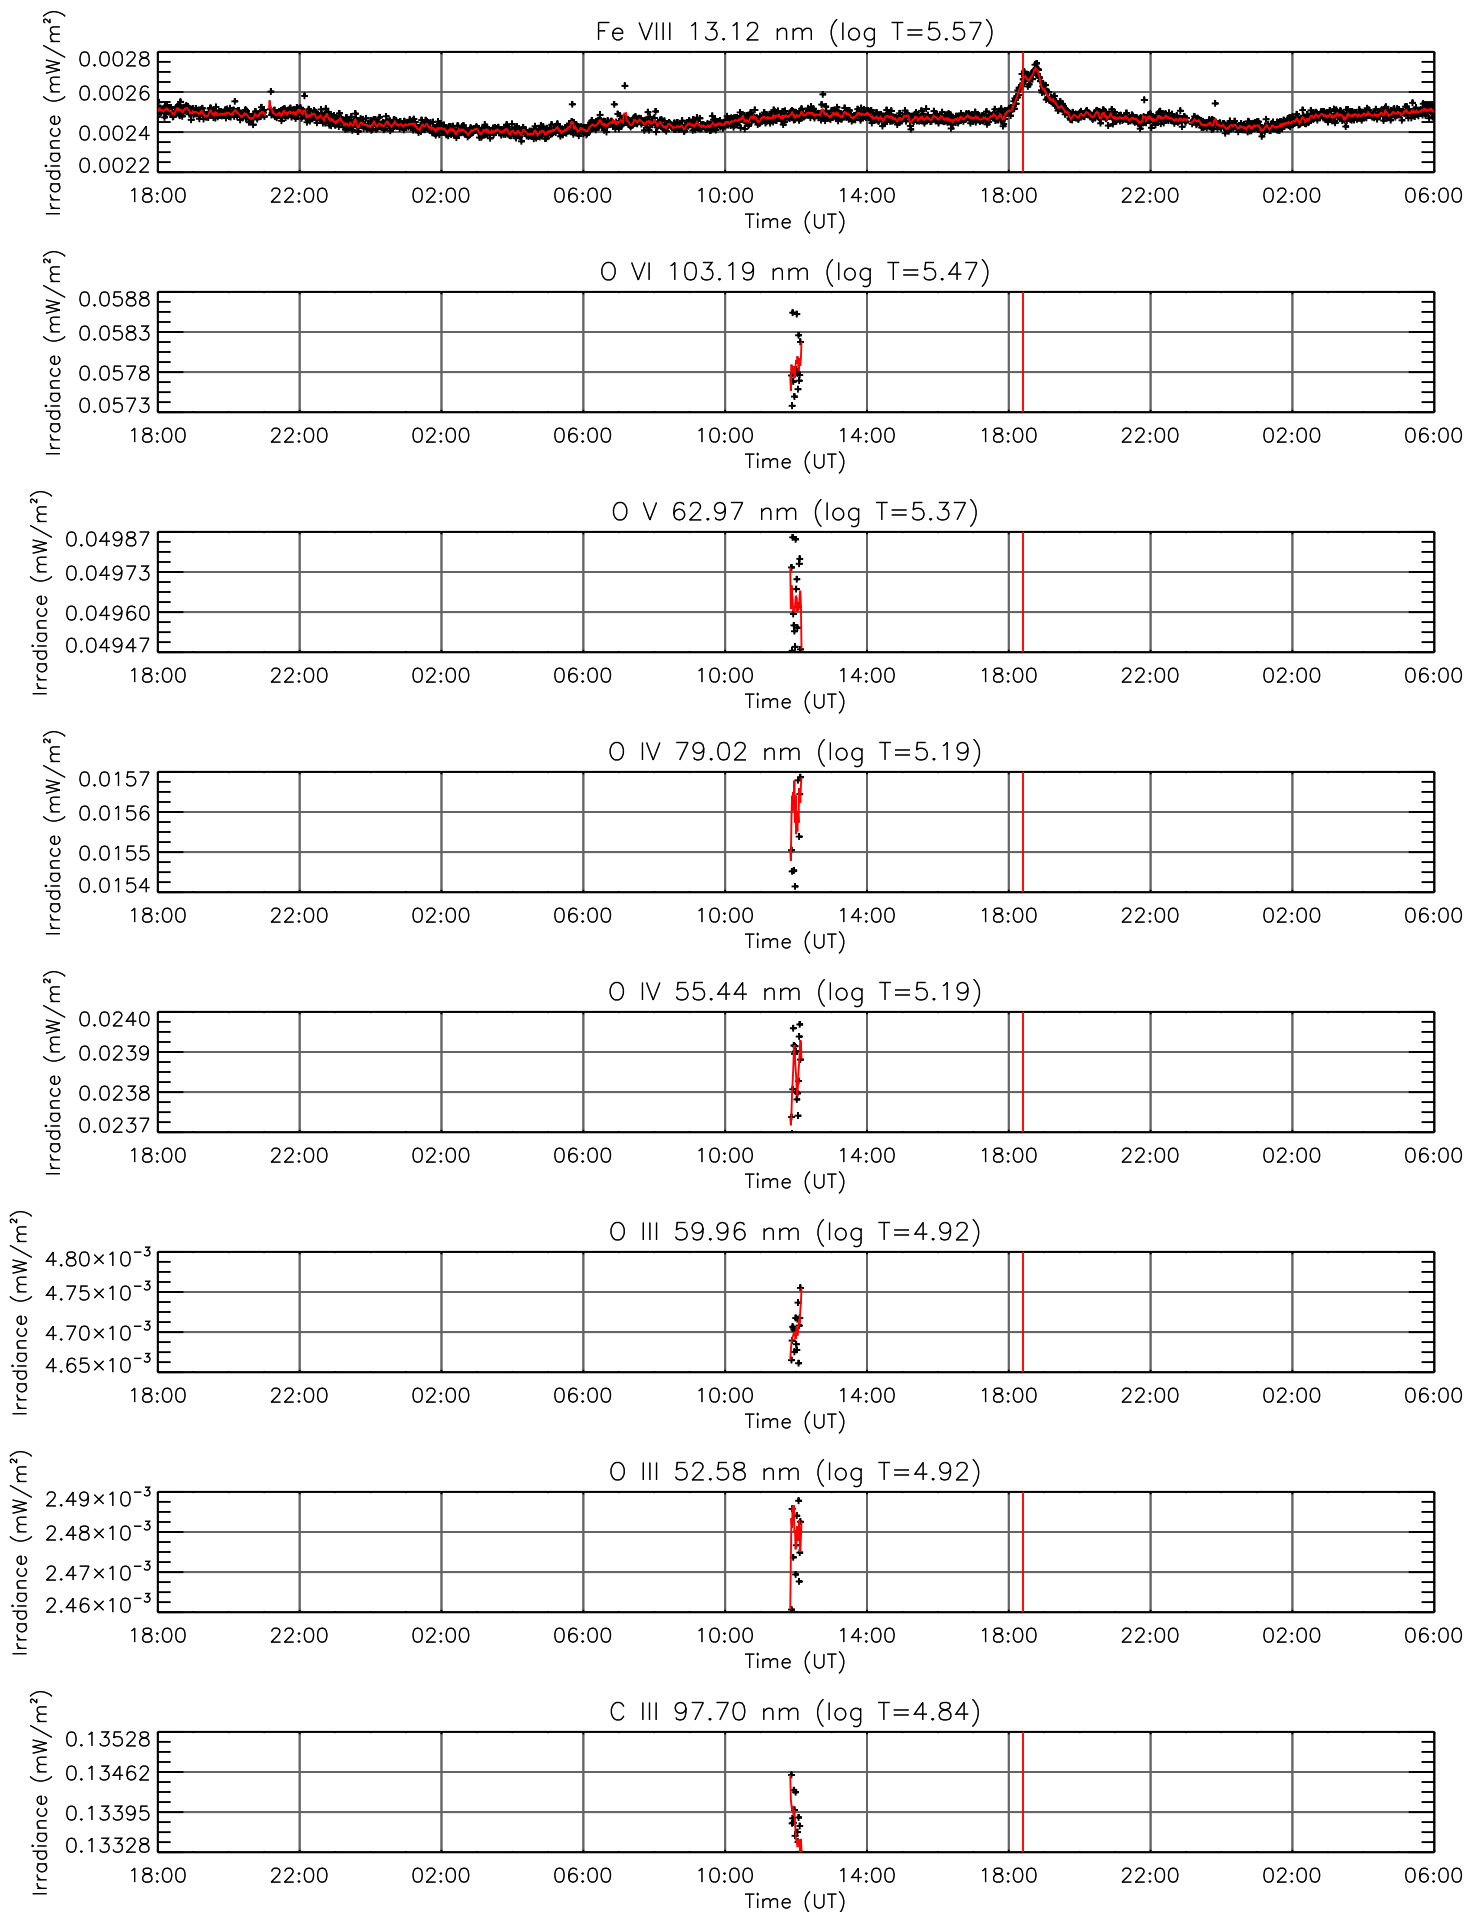 Fe VIII 13.12 nm (log T=5.57)
Irradiance (mW/m²)
0.0028
0.0026
0.0024
0.0022
18:00 22:00 02:00 06:00 10:00 14:00 18:00 22:00 02:00 06:00
Time (UT)
O VI 103.19 nm (log T=5.47)
Irradiance (mW/m²)
0.0588
0.0583
0.0578
0.0573
18:00 22:00 02:00 06:00 10:00 14:00 18:00 22:00 02:00 06:00
Time (UT)
O V 62.97 nm (log T=5.37)
Irradiance (mW/m²)
0.04987
0.04973
0.04960
0.04947
18:00 22:00 02:00 06:00 10:00 14:00 18:00 22:00 02:00 06:00
Time (UT)
O IV 79.02 nm (log T=5.19)
Irradiance (mW/m²)
0.0157
0.0156
0.0155
0.0154
18:00 22:00 02:00 06:00 10:00 14:00 18:00 22:00 02:00 06:00
Time (UT)
O IV 55.44 nm (log T=5.19)
Irradiance (mW/m²)
0.0240
0.0239
0.0238
0.0237
18:00 22:00 02:00 06:00 10:00 14:00 18:00 22:00 02:00 06:00
Time (UT)
O III 59.96 nm (log T=4.92)
Irradiance (mW/m²)
4.80×10⁻³
4.75×10⁻³
4.70×10⁻³
4.65×10⁻³
18:00 22:00 02:00 06:00 10:00 14:00 18:00 22:00 02:00 06:00
Time (UT)
O III 52.58 nm (log T=4.92)
Irradiance (mW/m²)
2.49×10⁻³
2.48×10⁻³
2.47×10⁻³
2.46×10⁻³
18:00 22:00 02:00 06:00 10:00 14:00 18:00 22:00 02:00 06:00
Time (UT)
C III 97.70 nm (log T=4.84)
Irradiance (mW/m²)
0.13528
0.13462
0.13395
0.13328
18:00 22:00 02:00 06:00 10:00 14:00 18:00 22:00 02:00 06:00
Time (UT)